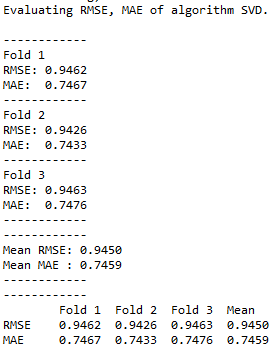 Evaluating RMSE, MAE of algorithm SVD.
------------
Fold 1
RMSE: 0.9462
MAE:  0.7467
------------
Fold 2
RMSE: 0.9426
MAE:  0.7433
------------
Fold 3
RMSE: 0.9463
MAE:  0.7476
------------
------------
Mean RMSE: 0.9450
Mean MAE : 0.7459
------------
------------
        Fold 1  Fold 2  Fold 3  Mean
RMSE    0.9462  0.9426  0.9463  0.9450
MAE     0.7467  0.7433  0.7476  0.7459